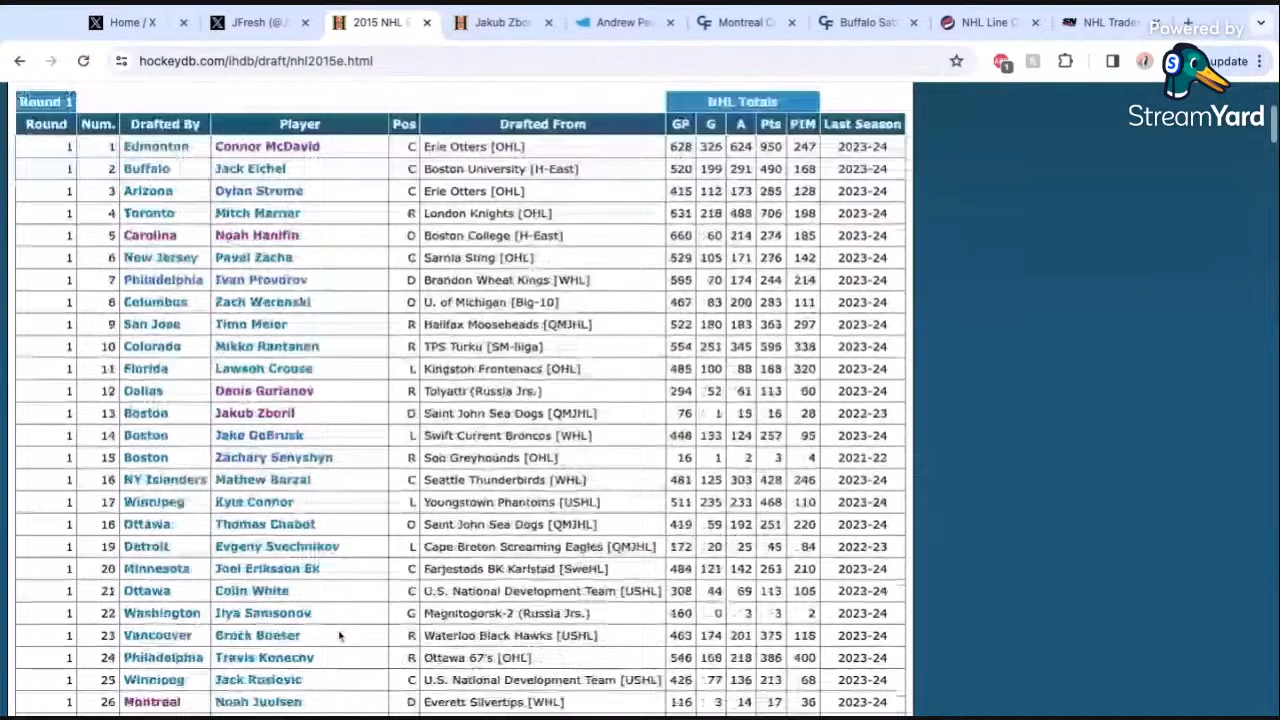 Home / X JFresh (@J 2015 NHL E Jakub Zbor Andrew Pe Montreal C Buffalo Sab NHL Line C NHL Trade
Powered by
hockeydb.com/ihdb/draft/nhl2015e.html update
StreamYard
Round 1 NHL Totals
Round Num. Drafted By Player Pos Drafted From GP G A Pts PIM Last Season
1 1 Edmonton Connor McDavid C Erie Otters [OHL] 628 326 624 950 247 2023-24
1 2 Buffalo Jack Eichel C Boston University [H-East] 520 199 291 490 168 2023-24
1 3 Arizona Dylan Strome C Erie Otters [OHL] 415 112 173 285 128 2023-24
1 4 Toronto Mitch Marner R London Knights [OHL] 631 218 488 706 198 2023-24
1 5 Carolina Noah Hanifin D Boston College [H-East] 660 60 214 274 185 2023-24
1 6 New Jersey Pavel Zacha C Sarnia Sting [OHL] 529 105 171 276 142 2023-24
1 7 Philadelphia Ivan Provorov D Brandon Wheat Kings [WHL] 595 70 174 244 214 2023-24
1 8 Columbus Zach Werenski D U. of Michigan [Big-10] 467 83 200 283 111 2023-24
1 9 San Jose Timo Meier R Halifax Mooseheads [QMJHL] 522 180 183 363 297 2023-24
1 10 Colorado Mikko Rantanen R TPS Turku [SM-liiga] 554 251 345 596 338 2023-24
1 11 Florida Lawson Crouse L Kingston Frontenacs [OHL] 485 100 88 188 320 2023-24
1 12 Dallas Denis Gurianov R Tolyatti (Russia Jrs.) 294 52 61 113 60 2023-24
1 13 Boston Jakub Zboril D Saint John Sea Dogs [QMJHL] 76 1 15 16 28 2022-23
1 14 Boston Jake DeBrusk L Swift Current Broncos [WHL] 448 133 124 257 95 2023-24
1 15 Boston Zachary Senyshyn R Soo Greyhounds [OHL] 16 1 2 3 4 2021-22
1 16 NY Islanders Mathew Barzal C Seattle Thunderbirds [WHL] 481 125 303 428 246 2023-24
1 17 Winnipeg Kyle Connor L Youngstown Phantoms [USHL] 511 235 233 468 110 2023-24
1 18 Ottawa Thomas Chabot D Saint John Sea Dogs [QMJHL] 419 59 192 251 220 2023-24
1 19 Detroit Evgeny Svechnikov L Cape Breton Screaming Eagles [QMJHL] 172 20 25 45 84 2022-23
1 20 Minnesota Joel Eriksson Ek C Farjestads BK Karlstad [SweHL] 484 121 142 263 210 2023-24
1 21 Ottawa Colin White C U.S. National Development Team [USHL] 308 44 69 113 105 2023-24
1 22 Washington Ilya Samsonov G Magnitogorsk-2 (Russia Jrs.) 160 0 3 3 2 2023-24
1 23 Vancouver Brock Boeser R Waterloo Black Hawks [USHL] 463 174 201 375 118 2023-24
1 24 Philadelphia Travis Konecny R Ottawa 67's [OHL] 546 168 218 386 400 2023-24
1 25 Winnipeg Jack Roslovic C U.S. National Development Team [USHL] 426 77 136 213 68 2023-24
1 26 Montreal Noah Juulsen D Everett Silvertips [WHL] 116 3 14 17 36 2023-24